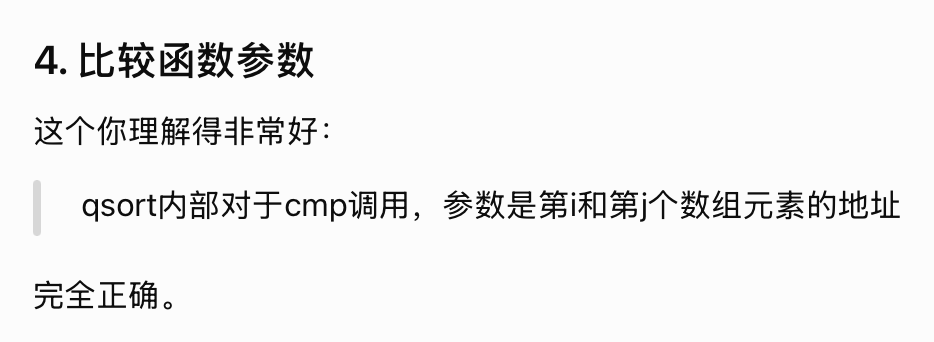 4. 比较函数参数
这个你理解得非常好：
qsort内部对于cmp调用，参数是第i和第j个数组元素的地址
完全正确。